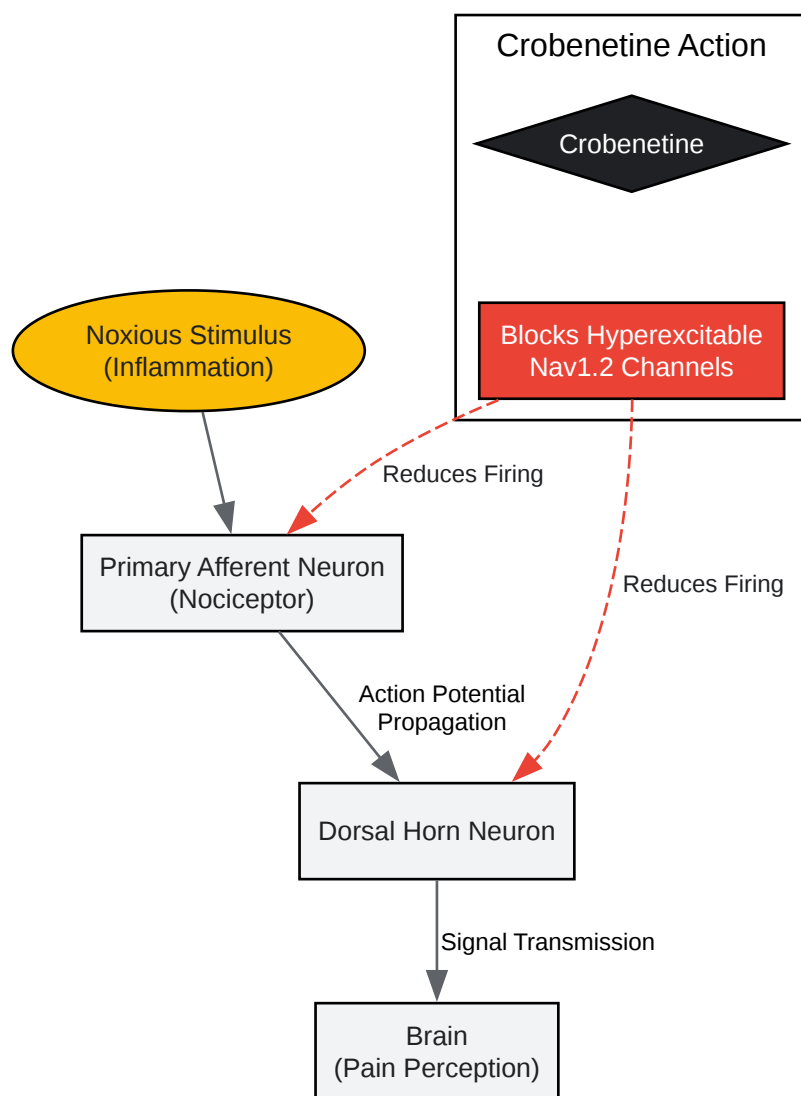 Crobenetine Action
Crobenetine
Noxious Stimulus
(Inflammation)
Blocks Hyperexcitable
Nav1.2 Channels
Reduces Firing
Primary Afferent Neuron
(Nociceptor)
Reduces Firing
Action Potential
Propagation
Dorsal Horn Neuron
Signal Transmission
Brain
(Pain Perception)